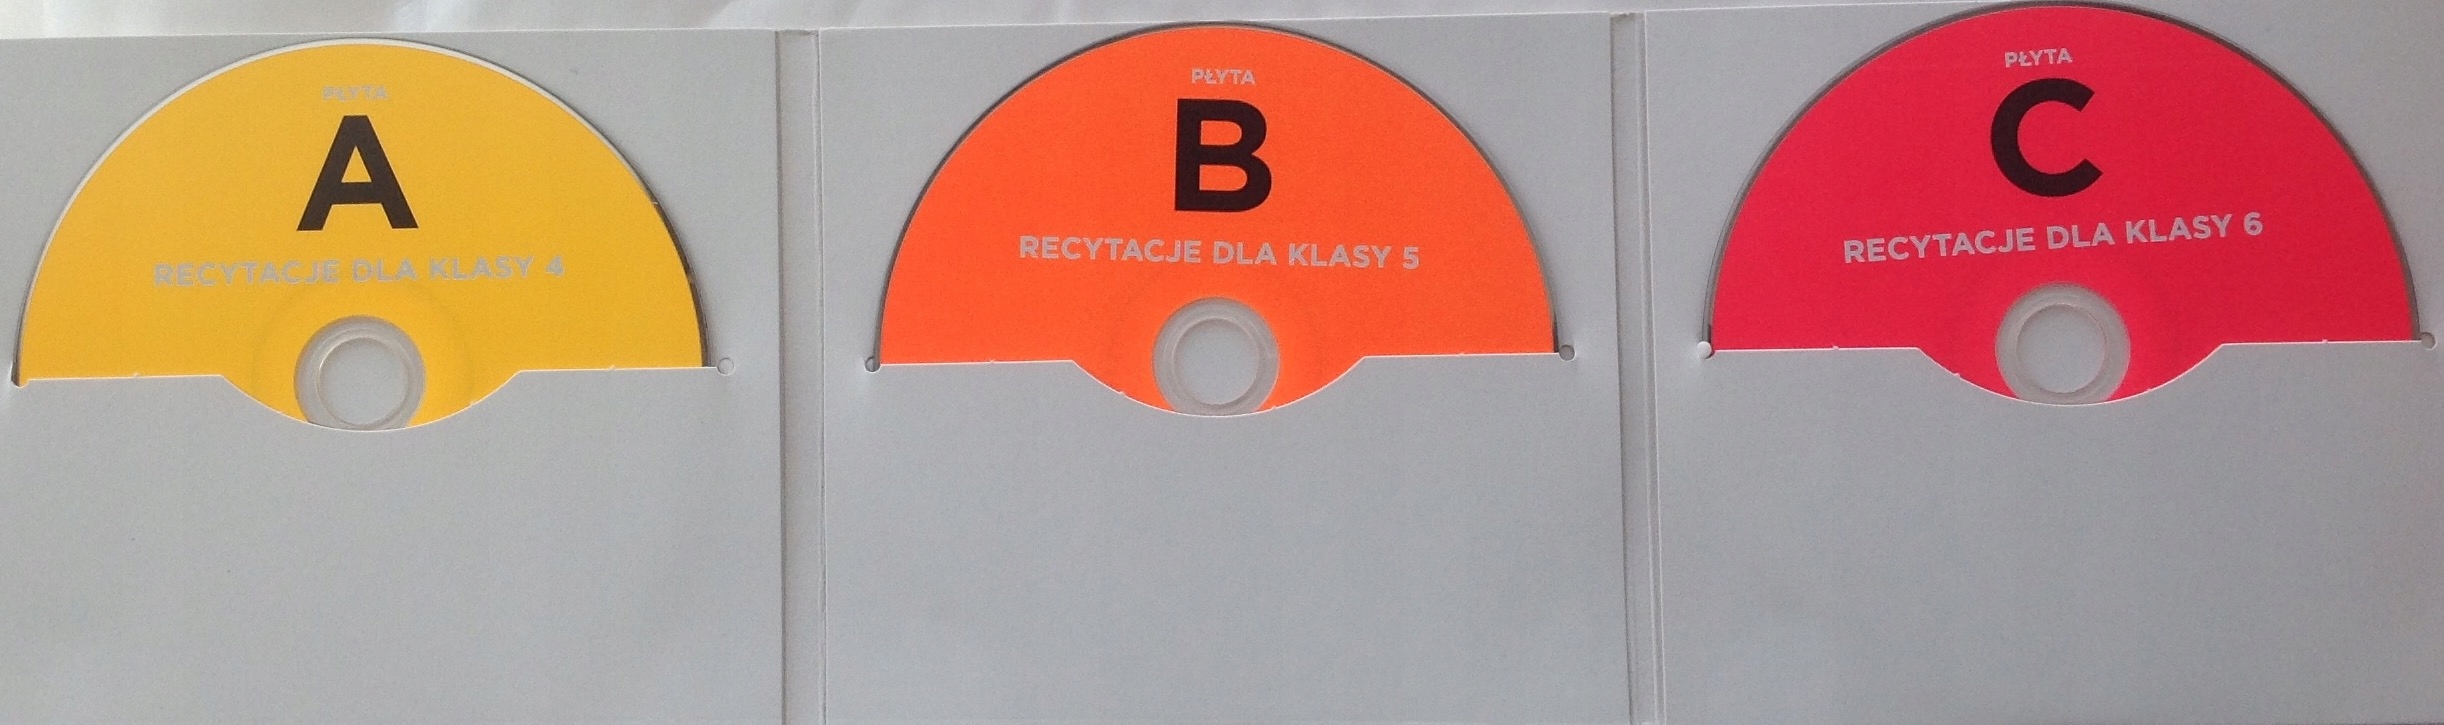 PŁYTA
A
RECYTACJE DLA KLASY 4
PŁYTA
B
RECYTACJE DLA KLASY 5
PŁYTA
C
RECYTACJE DLA KLASY 6